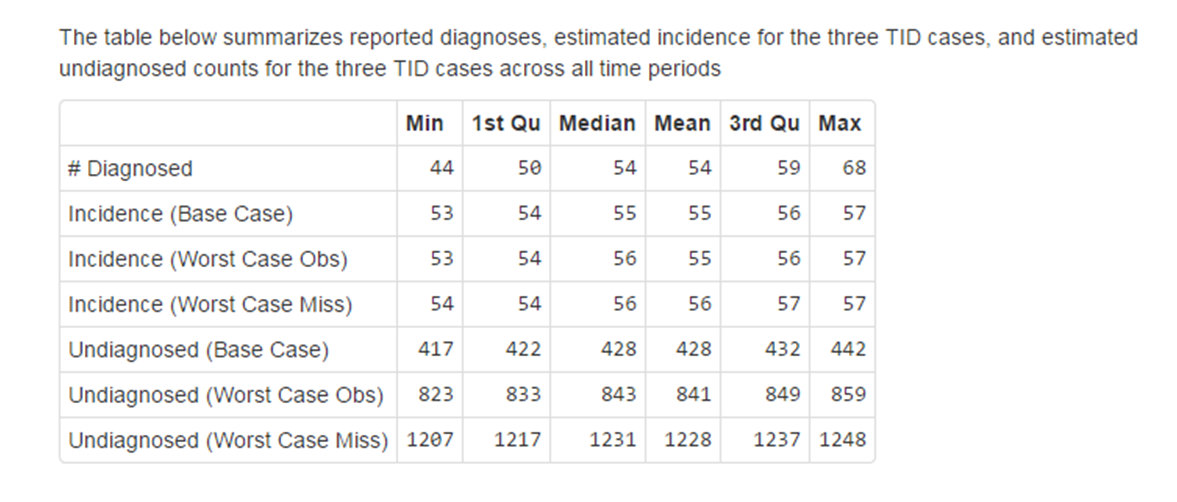 The table below summarizes reported diagnoses, estimated incidence for the three TID cases, and estimated
undiagnosed counts for the three TID cases across all time periods
Min 1st Qu Median Mean 3rd Qu Max
# Diagnosed 44 50 54 54 59 68
Incidence (Base Case) 53 54 55 55 56 57
Incidence (Worst Case Obs) 53 54 56 55 56 57
Incidence (Worst Case Miss) 54 54 56 56 57 57
Undiagnosed (Base Case) 417 422 428 428 432 442
Undiagnosed (Worst Case Obs) 823 833 843 841 849 859
Undiagnosed (Worst Case Miss) 1207 1217 1231 1228 1237 1248